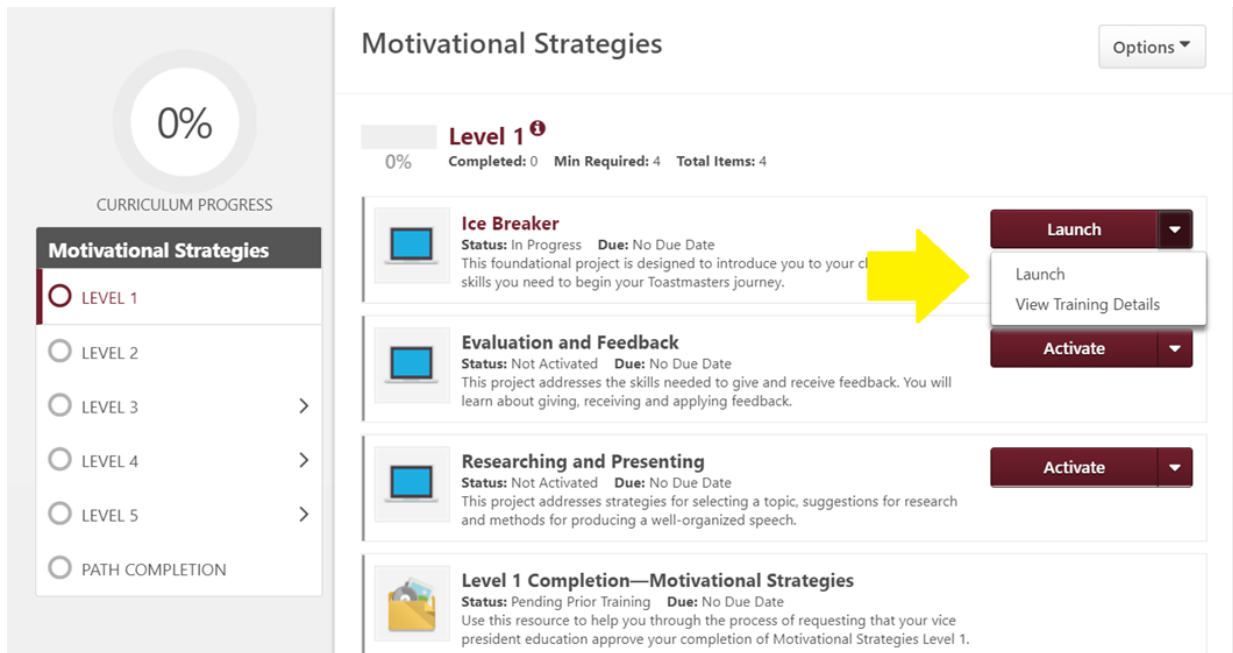 0%
CURRICULUM PROGRESS
Motivational Strategies
LEVEL 1
LEVEL 2
LEVEL 3
LEVEL 4
LEVEL 5
PATH COMPLETION
Motivational Strategies
Options
Level 1
0%
Completed: 0 Min Required: 4 Total Items: 4
Ice Breaker
Status: In Progress Due: No Due Date
This foundational project is designed to introduce you to your
skills you need to begin your Toastmasters journey.
Launch
Launch
View Training Details
Evaluation and Feedback
Status: Not Activated Due: No Due Date
This project addresses the skills needed to give and receive feedback. You will
learn about giving, receiving and applying feedback.
Activate
Researching and Presenting
Status: Not Activated Due: No Due Date
This project addresses strategies for selecting a topic, suggestions for research
and methods for producing a well-organized speech.
Activate
Level 1 Completion—Motivational Strategies
Status: Pending Prior Training Due: No Due Date
Use this resource to help you through the process of requesting that your vice
president education approve your completion of Motivational Strategies Level 1.